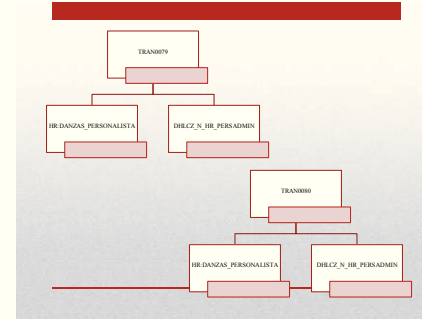 TRAN0079
HR:DANZAS_PERSONALISTA
DHLCZ_N_HR_PERSADMIN
TRAN0080
HR:DANZAS_PERSONALISTA
DHLCZ_N_HR_PERSADMIN